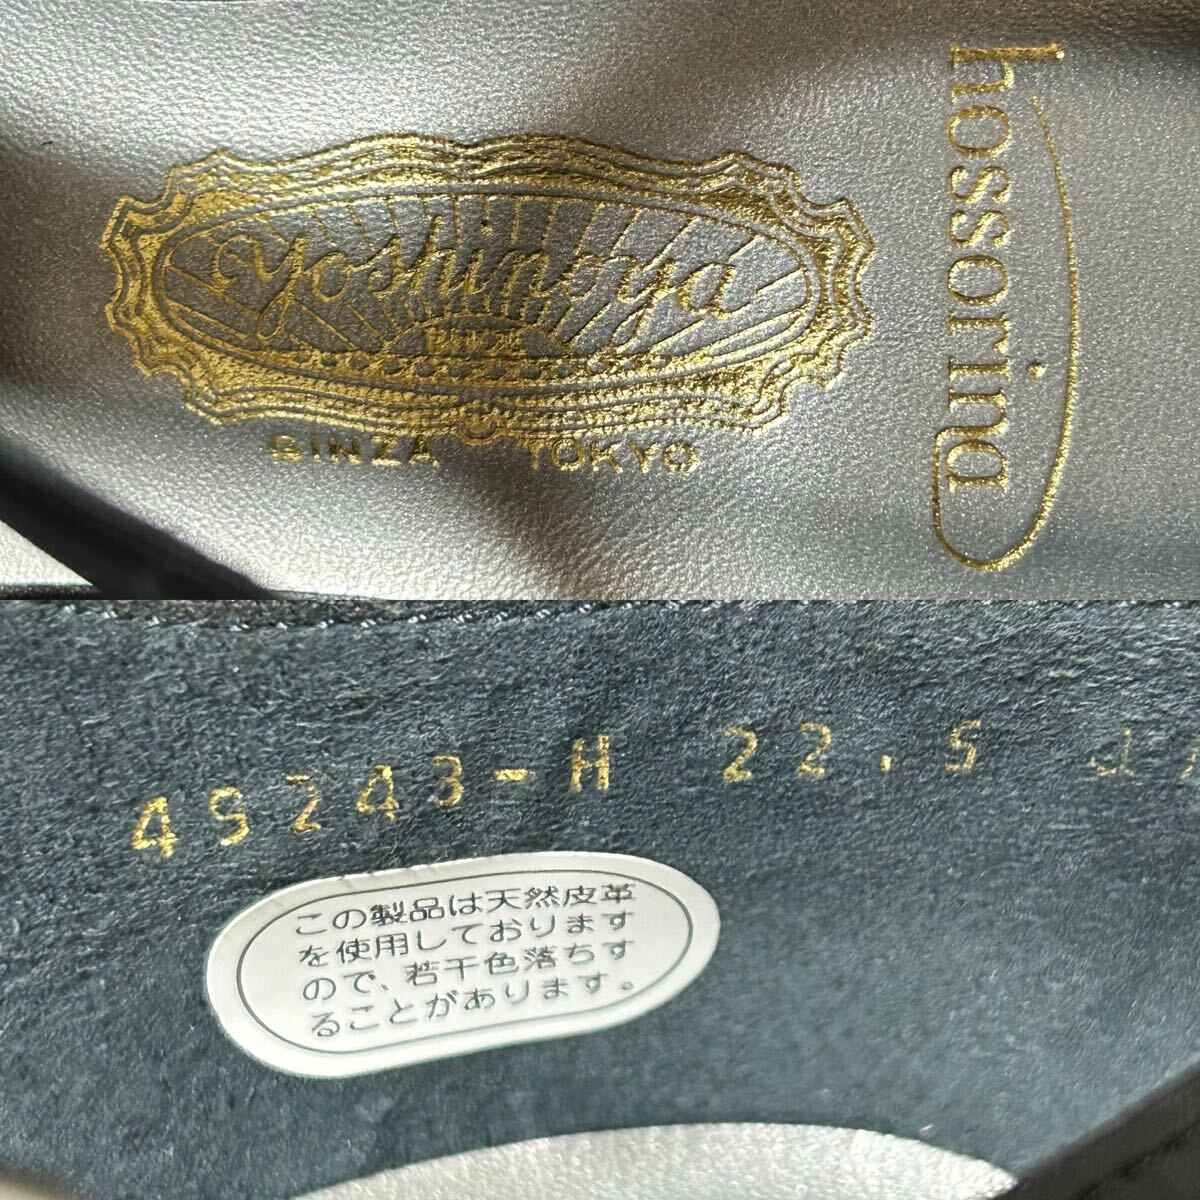 Yoshinoya
GINZA TOKYO
hossorina
49243-H 22.5
この製品は天然皮革
を使用しております
ので、若干色落ちす
ることがあります。